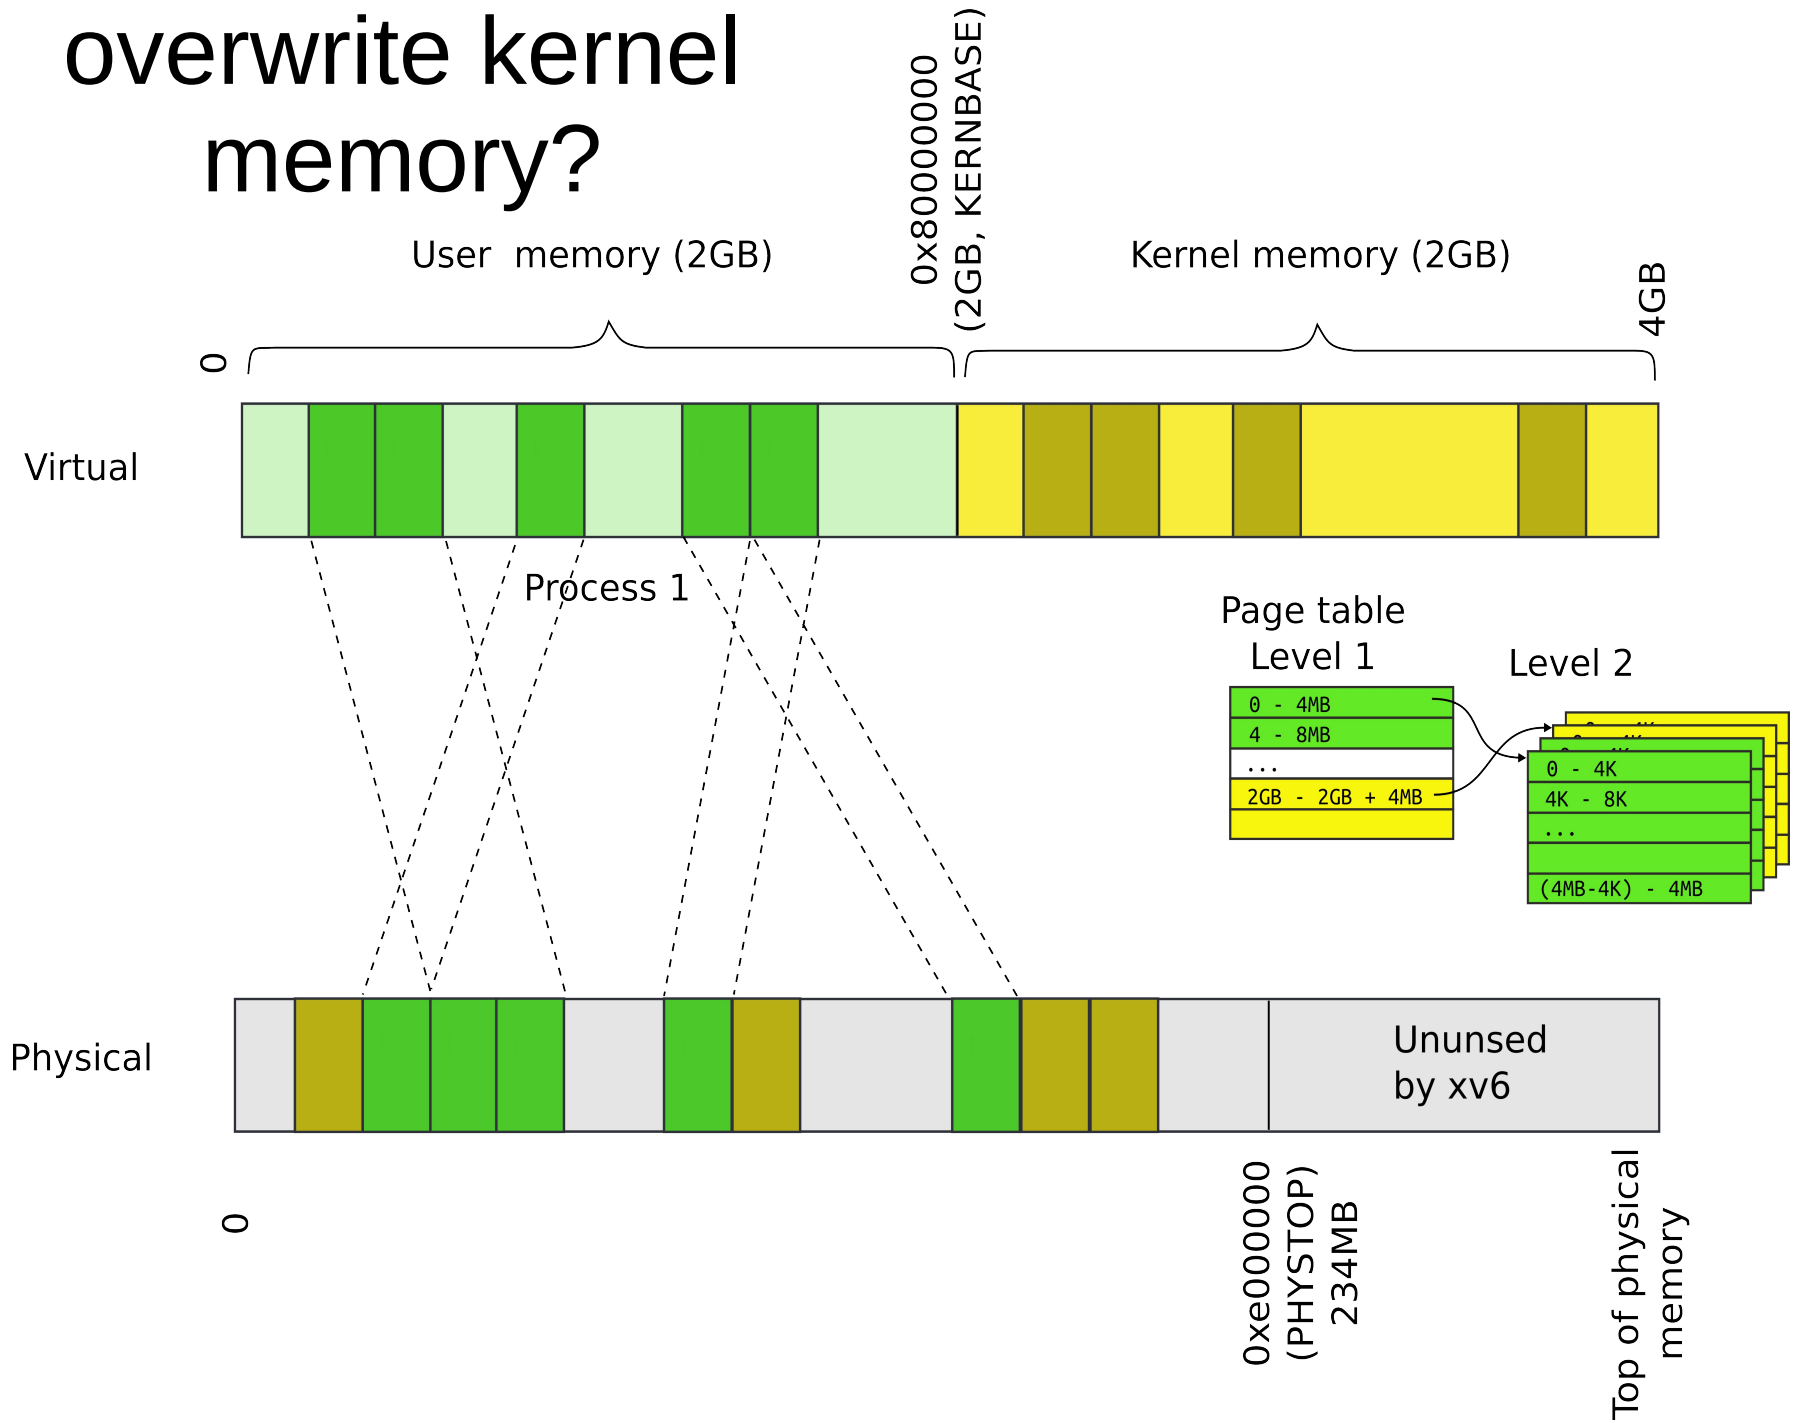 overwrite kernel
memory?
0x80000000
(2GB, KERNBASE)
User  memory (2GB)
Kernel memory (2GB)
4GB
0
Virtual
Process 1
Page table
Level 1
Level 2
0 - 4MB
4 - 8MB
...
2GB - 2GB + 4MB
0 - 4K
4K - 8K
...
(4MB-4K) - 4MB
Physical
Ununsed
by xv6
0
0xe000000
(PHYSTOP)
234MB
Top of physical
memory